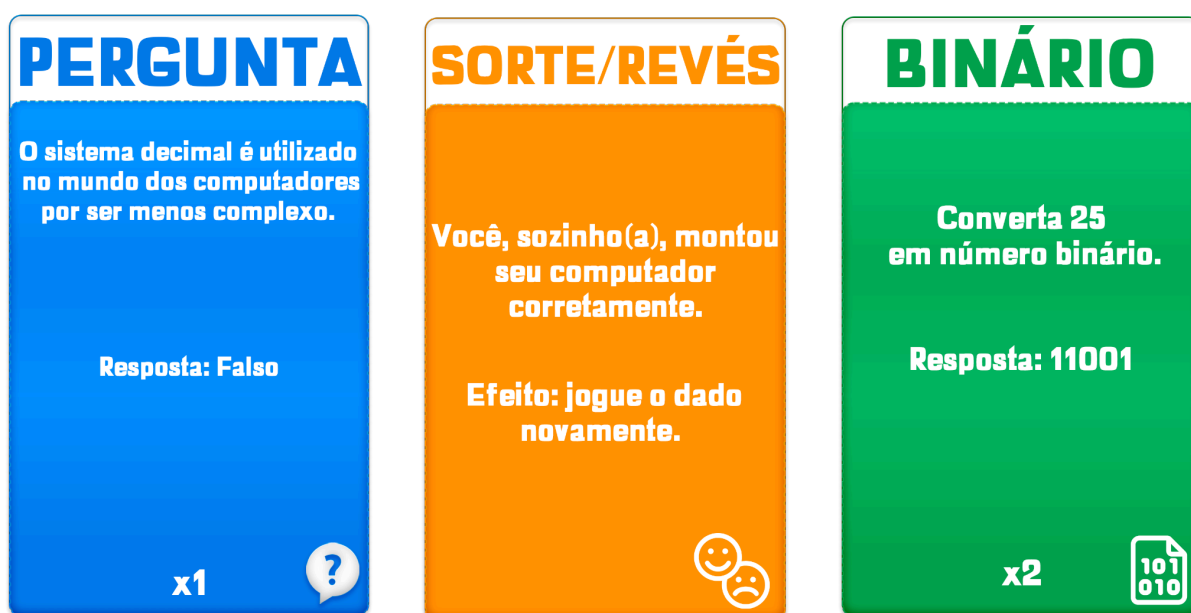 PERGUNTA
O sistema decimal é utilizado
no mundo dos computadores
por ser menos complexo.
Resposta: Falso
x1
?
SORTE/REVÉS
Você, sozinho(a), montou
seu computador
corretamente.
Efeito: jogue o dado
novamente.
BINÁRIO
Converta 25
em número binário.
Resposta: 11001
x2
101
010